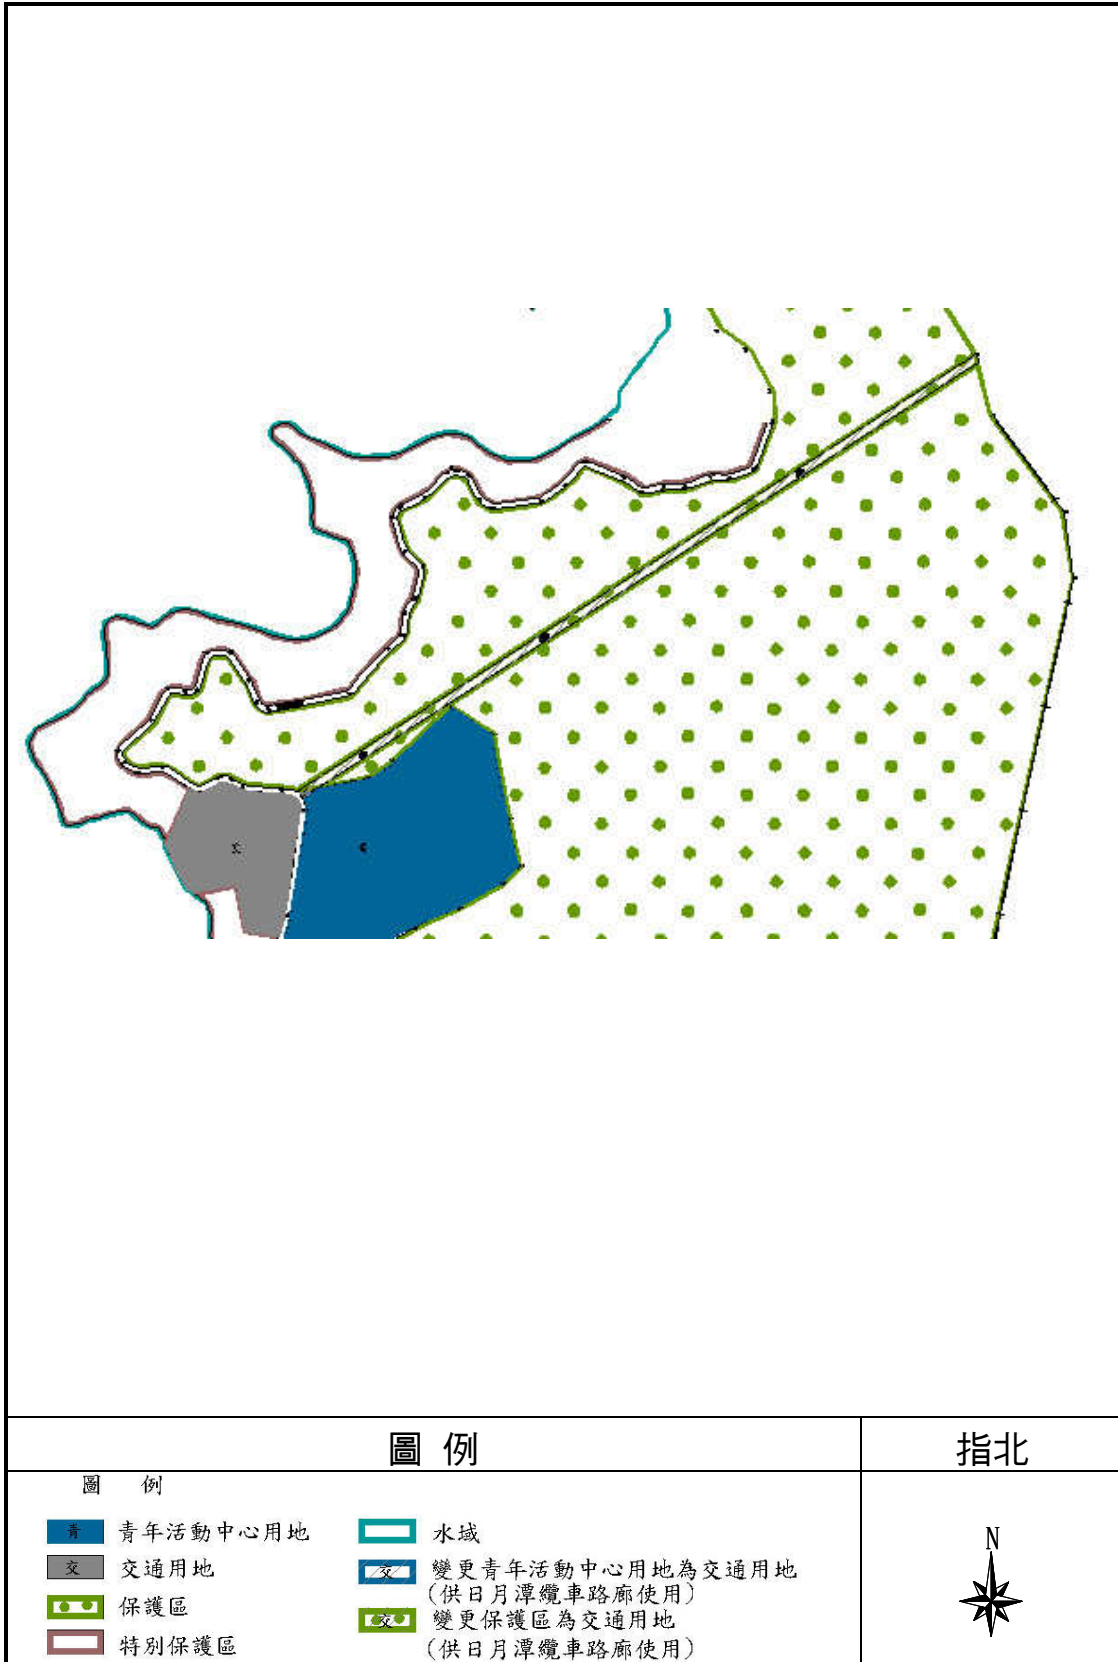 交
圖 例
指北
圖 例
青 青年活動中心用地
交 交通用地
保護區
特別保護區
水域
交 變更青年活動中心用地為交通用地
(供日月潭纜車路廊使用)
交 變更保護區為交通用地
(供日月潭纜車路廊使用)
N